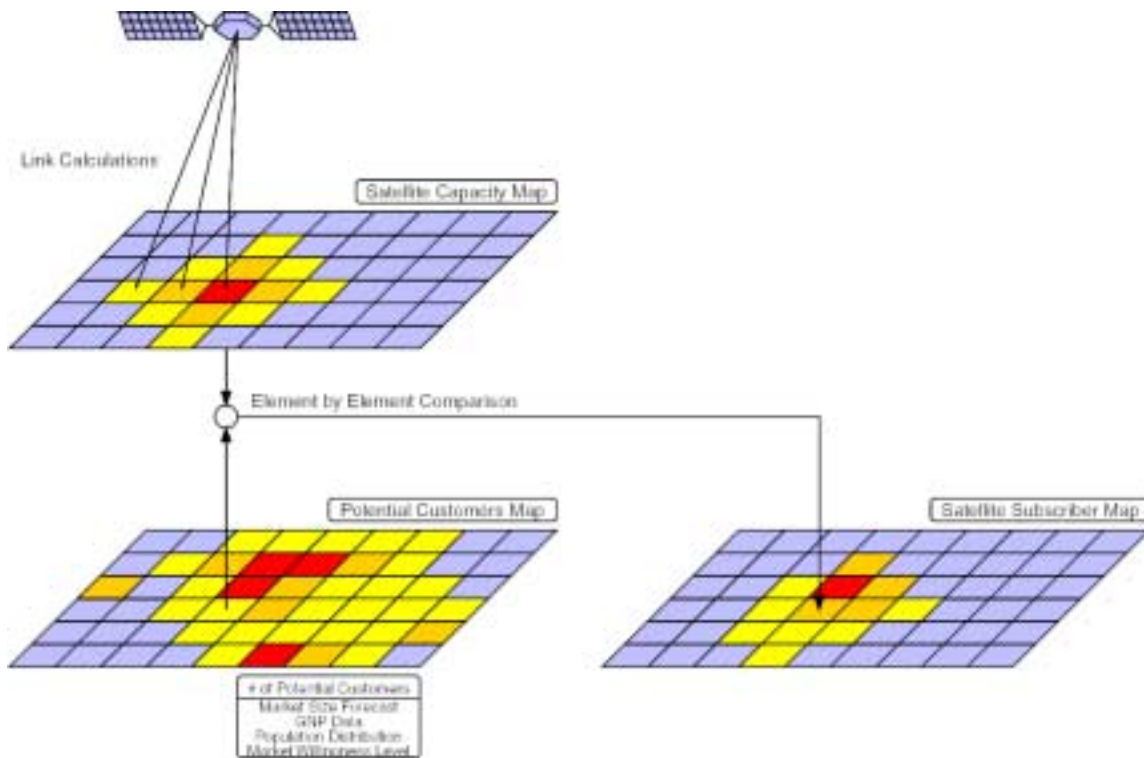 Link Calculations
Satellite Capacity Map
Element by Element Comparison
Potential Customers Map
Satellite Subscriber Map
# of Potential Customers
Market Size Forecast
GNP Data
Population Distribution
Market Willingness Level